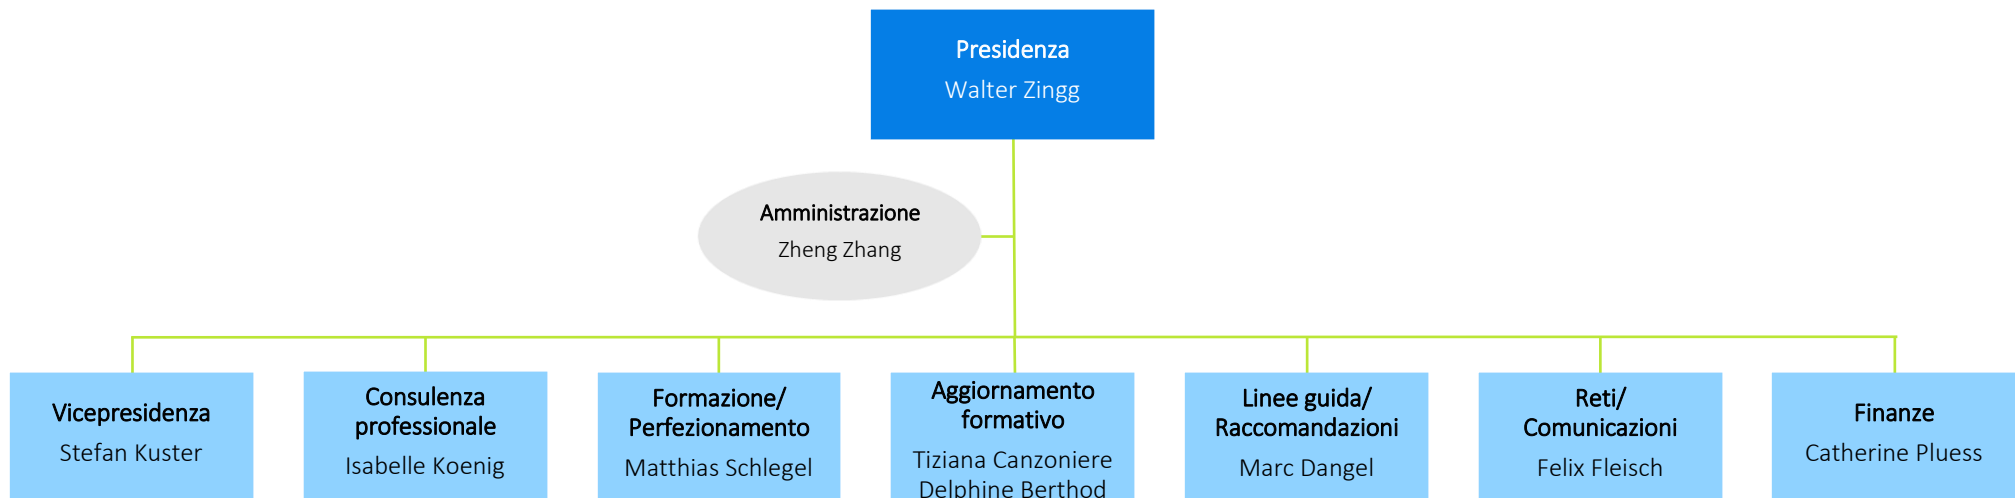 Presidenza
Walter Zingg
Amministrazione
Zheng Zhang
Vicepresidenza
Stefan Kuster
Consulenza
professionale
Isabelle Koenig
Formazione/
Perfezionamento
Matthias Schlegel
Aggiornamento
formativo
Tiziana Canzoniere
Delphine Berthod
Linee guida/
Raccomandazioni
Marc Dangel
Reti/
Comunicazioni
Felix Fleisch
Finanze
Catherine Pluess